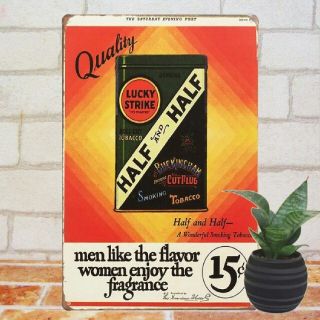 THE SATURDAY EVENING POST
Quality
LUCKY
STRIKE
HALF AND HALF
TOBACCO
BUCKINGHAM
CUT PLUG
SMOKING TOBACCO
Half and Half—
A Wonderful Smoking Tobacco
men like the flavor
women enjoy the
fragrance
15¢